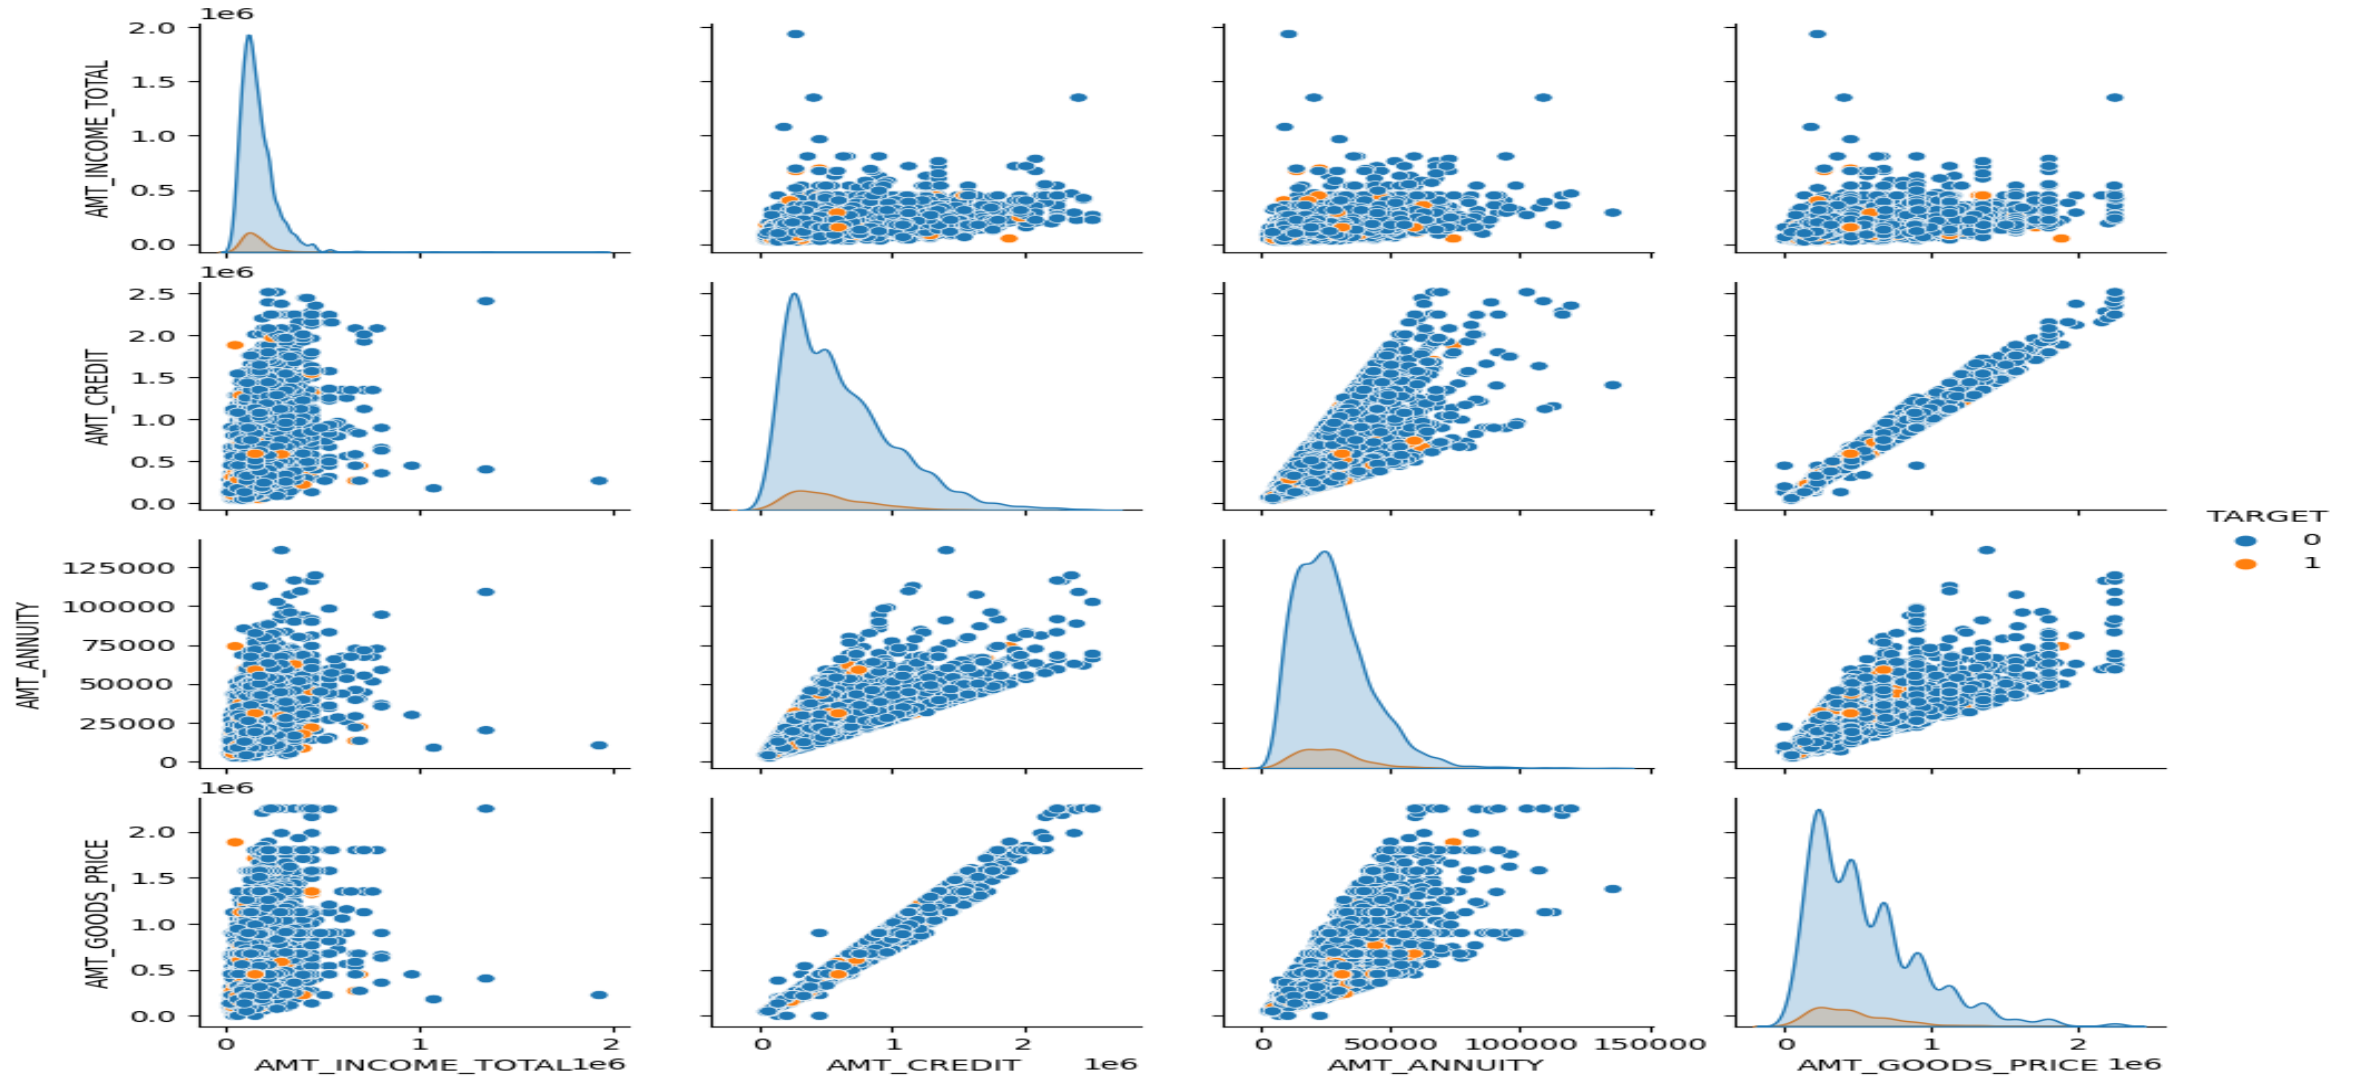 1e6
2.0
1.5
1.0
0.5
0.0
AMT_INCOME_TOTAL
1e6
2.5
2.0
1.5
1.0
0.5
0.0
AMT_CREDIT
TARGET
0
1
125000
100000
75000
50000
25000
0
AMT_ANNUITY
1e6
2.0
1.5
1.0
0.5
0.0
AMT_GOODS_PRICE
0 1 2 0 1 2 0 50000 100000 150000 0 1 2
AMT_INCOME_TOTAL 1e6 AMT_CREDIT 1e6 AMT_ANNUITY AMT_GOODS_PRICE 1e6